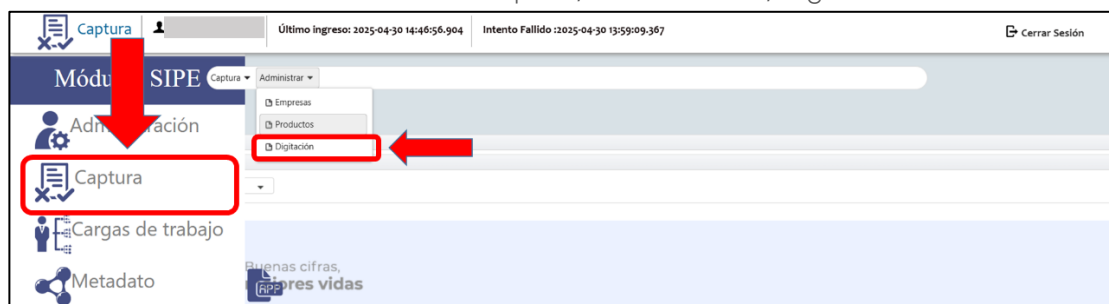 Captura
Último ingreso: 2025-04-30 14:46:56.904
Intento Fallido :2025-04-30 13:59:09.367
Cerrar Sesión
SIPE
Captura
Administrar
Empresas
Productos
Digitación
Captura
Cargas de trabajo
Metadato
Buenas cifras,
vidas
APP